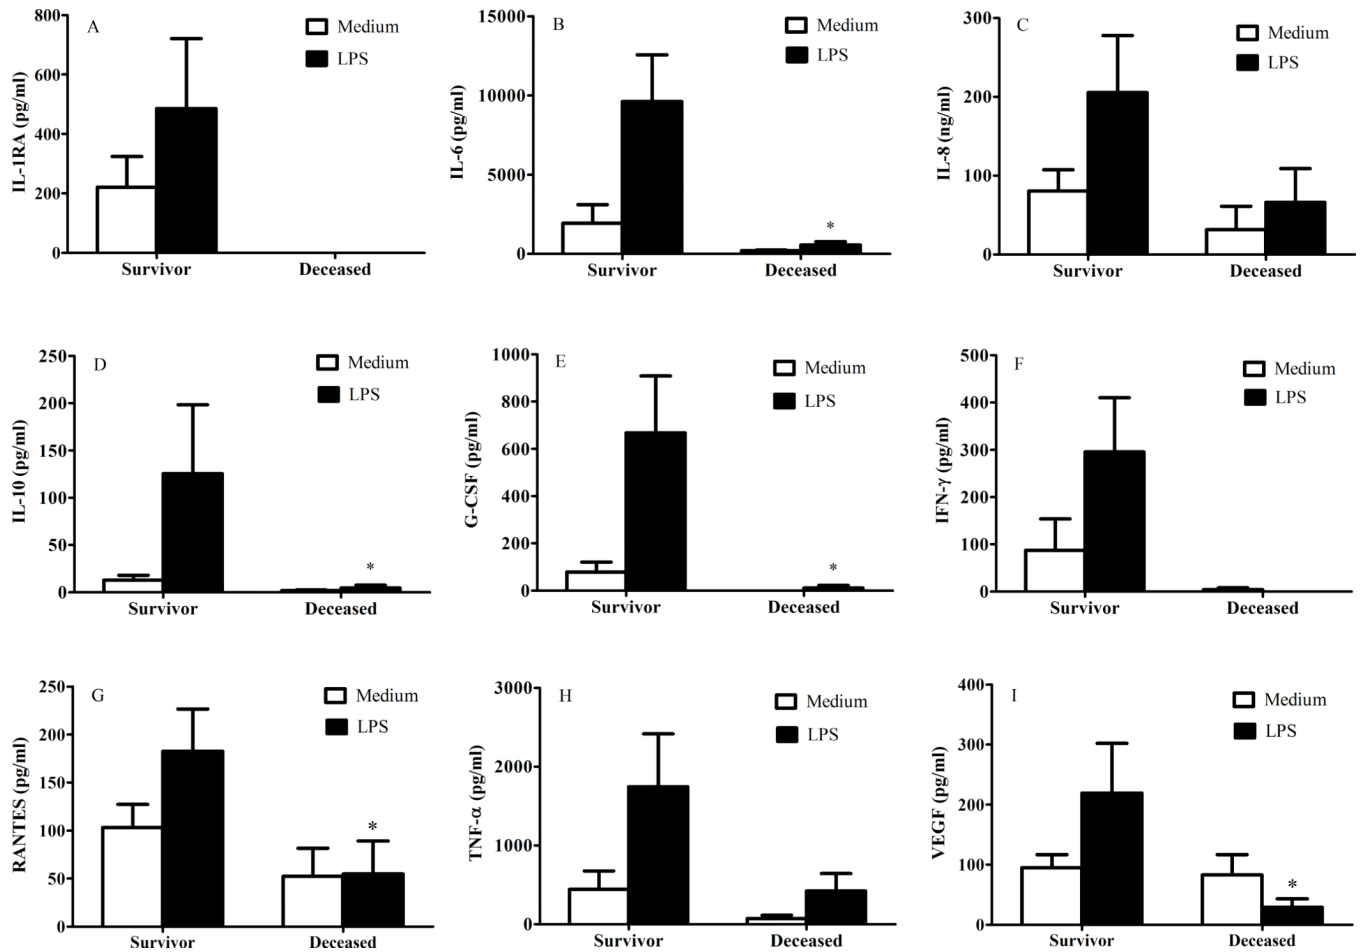 A
Medium
LPS
IL-1RA (pg/ml)
800
600
400
200
0
Survivor Deceased
B
Medium
LPS
IL-6 (pg/ml)
15000
10000
5000
0
*
Survivor Deceased
C
Medium
LPS
IL-8 (ng/ml)
300
200
100
0
Survivor Deceased
D
Medium
LPS
IL-10 (pg/ml)
250
200
150
100
50
0
*
Survivor Deceased
E
Medium
LPS
G-CSF (pg/ml)
1000
800
600
400
200
0
*
Survivor Deceased
F
Medium
LPS
IFN-γ (pg/ml)
500
400
300
200
100
0
Survivor Deceased
G
Medium
LPS
RANTES (pg/ml)
250
200
150
100
50
0
*
Survivor Deceased
H
Medium
LPS
TNF-α (pg/ml)
3000
2000
1000
0
Survivor Deceased
I
Medium
LPS
VEGF (pg/ml)
400
300
200
100
0
*
Survivor Deceased